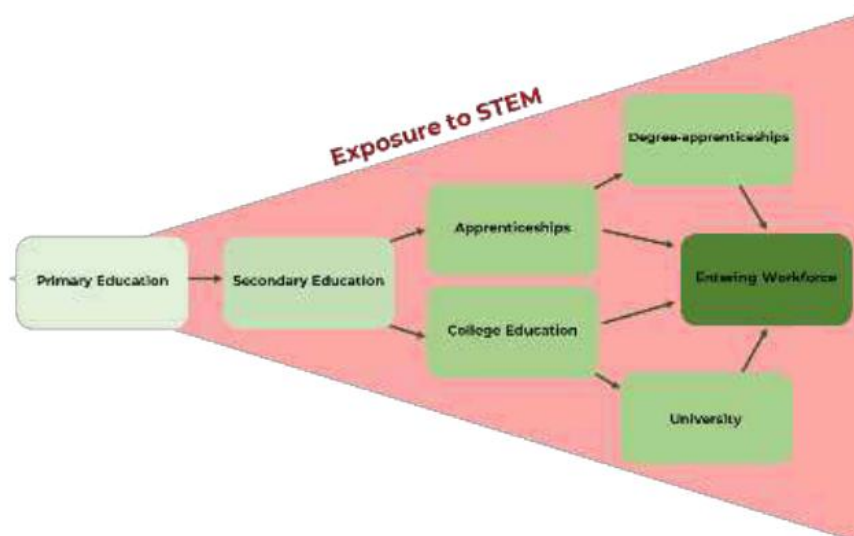 Exposure to STEM
Degree-apprenticeships
Apprenticeships
Primary Education
Secondary Education
Entering Workforce
College Education
University